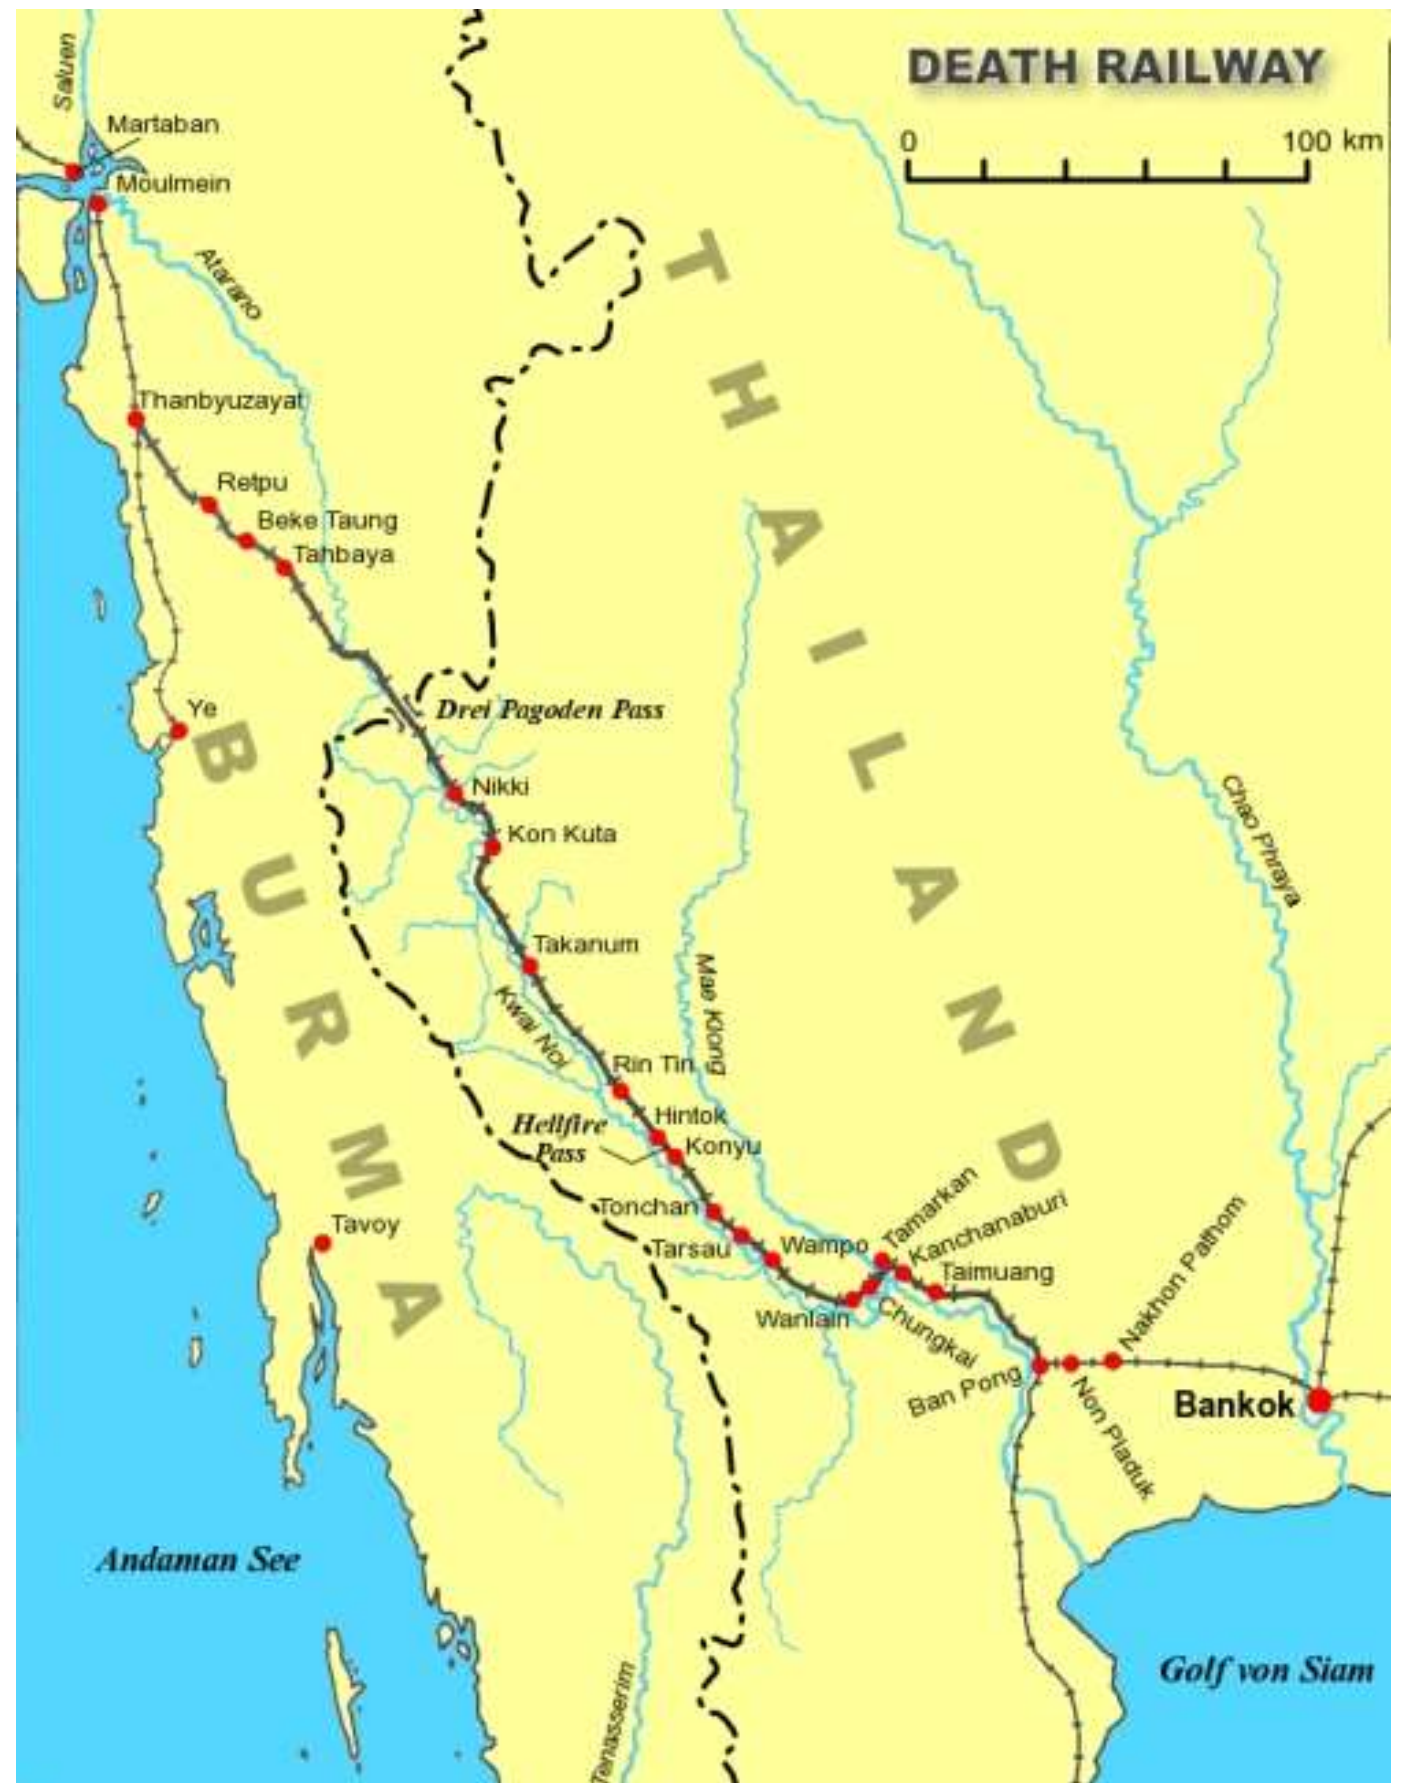 DEATH RAILWAY
0
100 km
Saluen
Martaban
Moulmein
Atarano
Thanbyuzayat
Retpu
Beke Taung
Tahbaya
Ye
Drei Pagoden Pass
Nikki
Kon Kuta
Takanum
Kwai Noi
Mae Klong
Chao Phraya
Rin Tin
Hintok
Hellfire
Pass
Konyu
Tonchan
Tarsau
Wampo
Tamarkan
Kanchanaburi
Taimuang
Wanlain
Chungkai
Ban Pong
Non Pladuk
Nakhon Pathom
Bankok
Tavoy
THAILAND
BURMA
Andaman See
Golf von Siam
Tenasserim